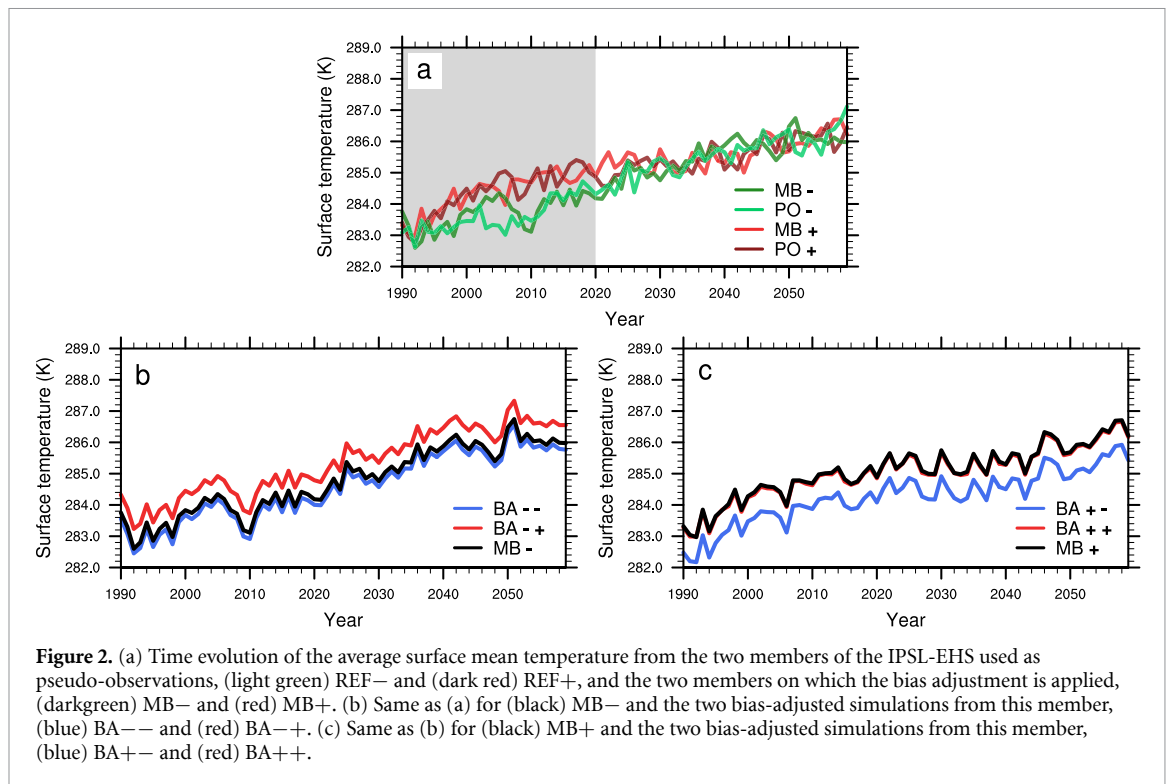 a
Surface temperature (K)
289.0
288.0
287.0
286.0
285.0
284.0
283.0
282.0
MB -
PO -
MB +
PO +
1990 2000 2010 2020 2030 2040 2050
Year
b
Surface temperature (K)
289.0
288.0
287.0
286.0
285.0
284.0
283.0
282.0
BA - -
BA - +
MB -
1990 2000 2010 2020 2030 2040 2050
Year
c
Surface temperature (K)
289.0
288.0
287.0
286.0
285.0
284.0
283.0
282.0
BA + -
BA + +
MB +
1990 2000 2010 2020 2030 2040 2050
Year
Figure 2. (a) Time evolution of the average surface mean temperature from the two members of the IPSL-EHS used as
pseudo-observations, (light green) REF− and (dark red) REF+, and the two members on which the bias adjustment is applied,
(darkgreen) MB− and (red) MB+. (b) Same as (a) for (black) MB− and the two bias-adjusted simulations from this member,
(blue) BA−− and (red) BA−+. (c) Same as (b) for (black) MB+ and the two bias-adjusted simulations from this member,
(blue) BA+− and (red) BA++.